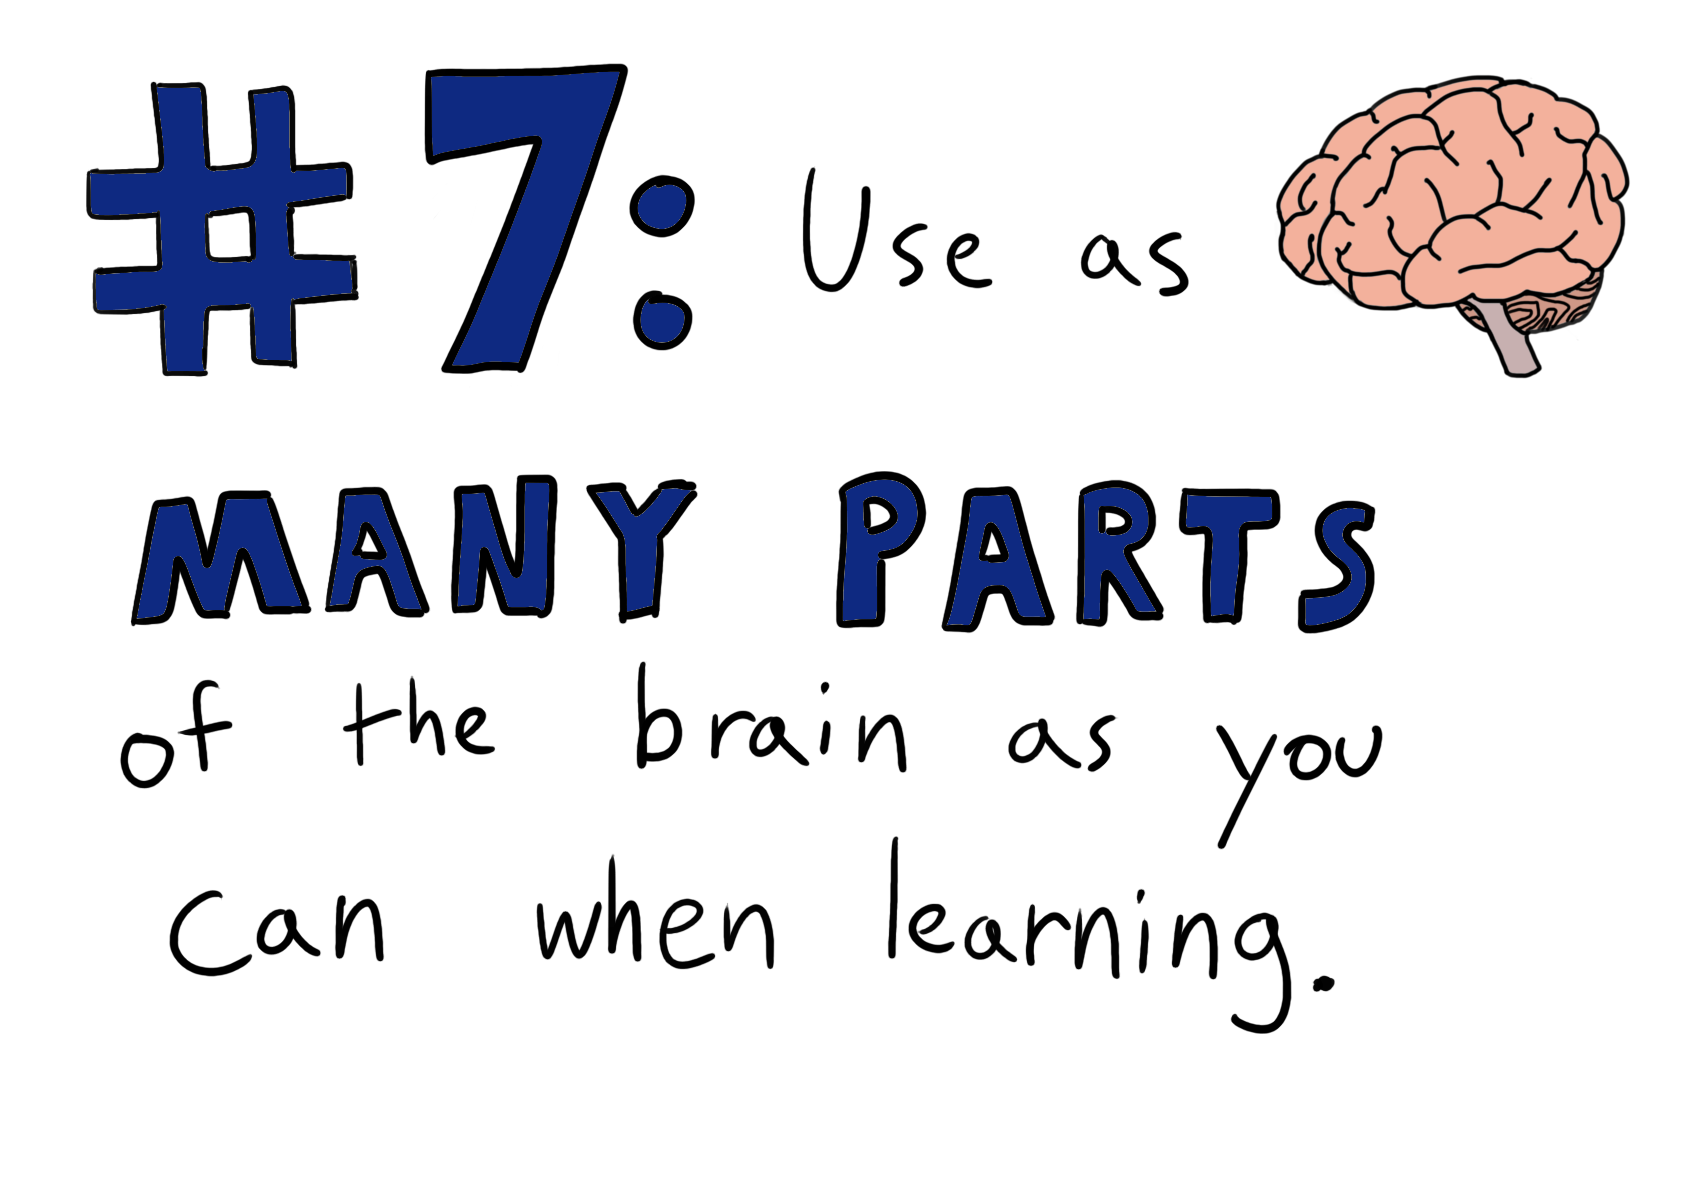 #7: Use as
MANY PARTS
of the brain as you
can when learning.